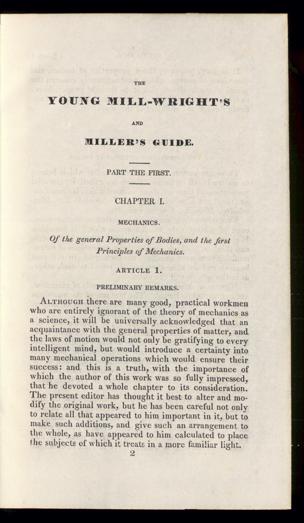 THE
YOUNG MILL-WRIGHT'S
AND
MILLER'S GUIDE.
PART THE FIRST.
CHAPTER I.
MECHANICS.
Of the general Properties of Bodies, and the first
Principles of Mechanics.
ARTICLE 1.
PRELIMINARY REMARKS.
ALTHOUGH there are many good, practical workmen
who are entirely ignorant of the theory of mechanics as
a science, it will be universally acknowledged that an
acquaintance with the general properties of matter, and
the laws of motion would not only be gratifying to every
intelligent mind, but would introduce a certainty into
many mechanical operations which would ensure their
success: and this is a truth, with the importance of
which the author of this work was so fully impressed,
that he devoted a whole chapter to its consideration.
The present editor has thought it best to alter and mo-
dify the original work, but he has been careful not only
to relate all that appeared to him important in it, but to
make such additions, and give such an arrangement to
the whole, as have appeared to him calculated to place
the subjects of which it treats in a more familiar light.
2